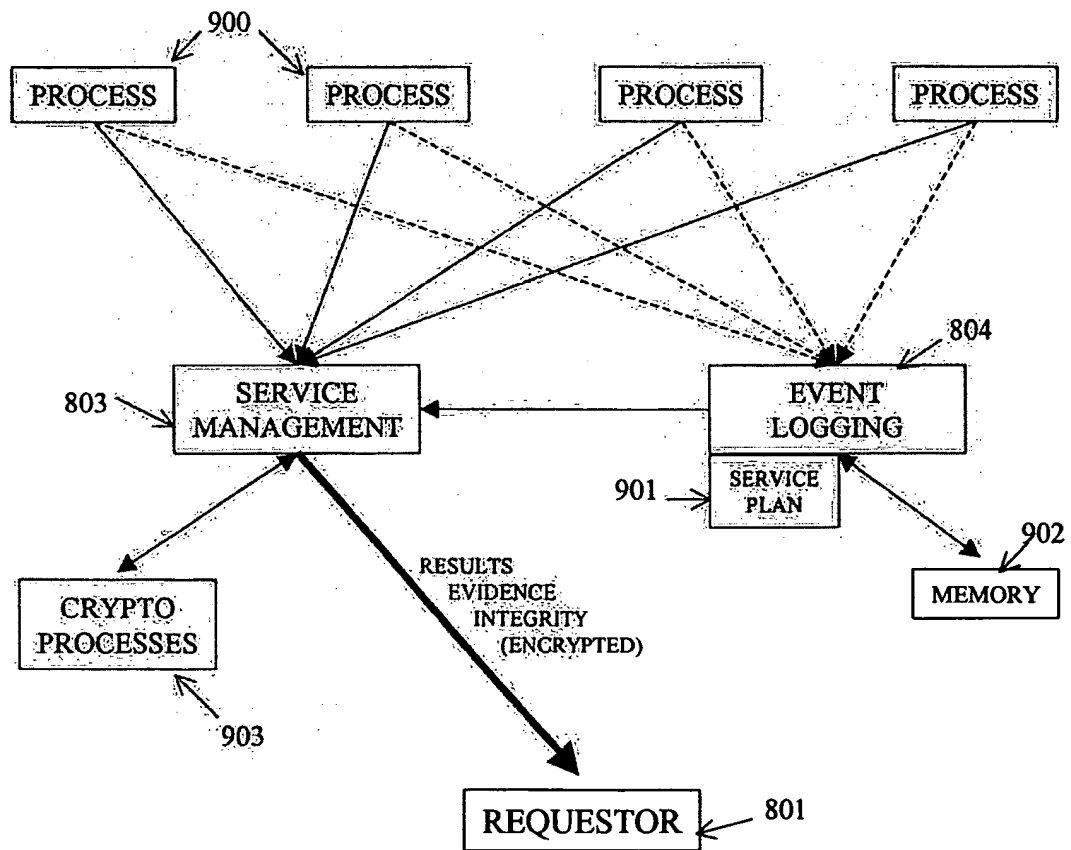 900
PROCESS
PROCESS
PROCESS
PROCESS
804
803
SERVICE
MANAGEMENT
EVENT
LOGGING
901
SERVICE
PLAN
902
MEMORY
RESULTS
EVIDENCE
INTEGRITY
(ENCRYPTED)
CRYPTO
PROCESSES
903
REQUESTOR
801